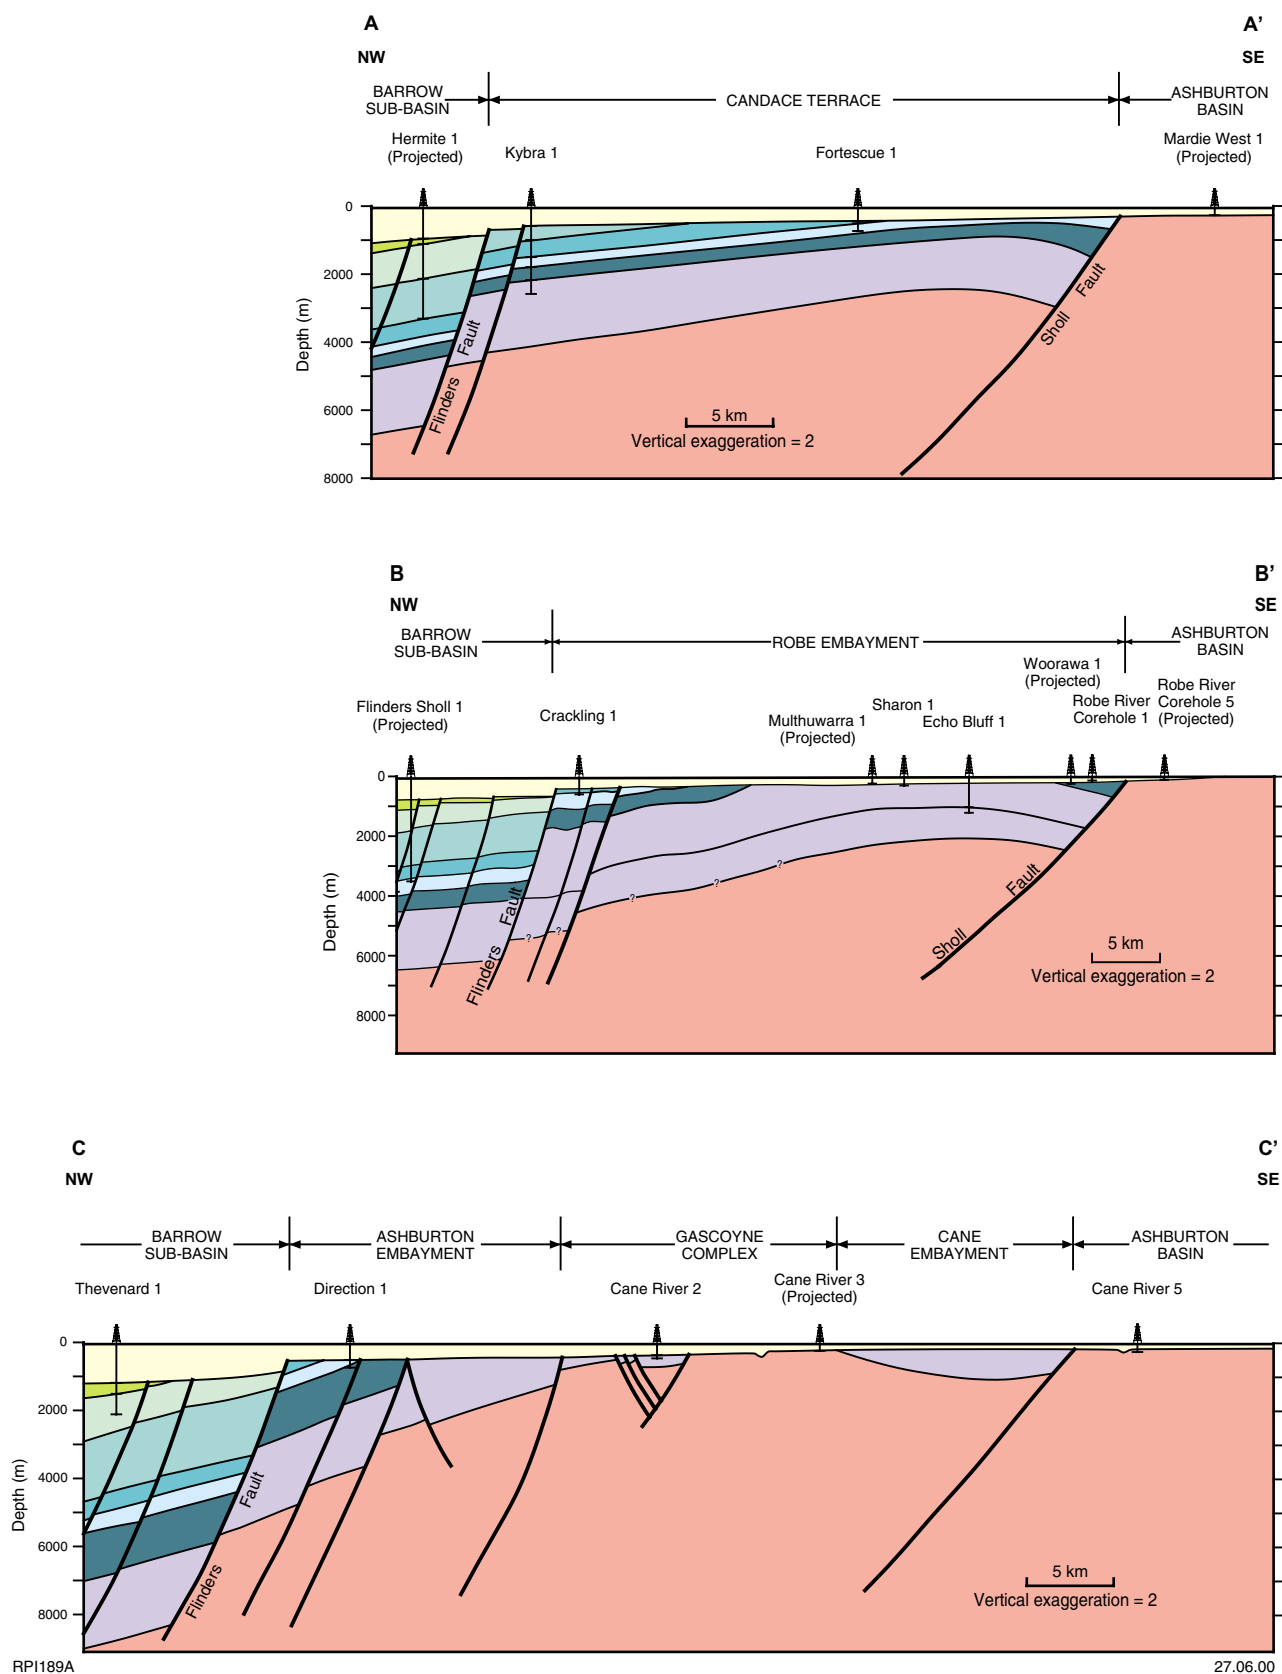 A
A'
NW
SE
BARROW
SUB-BASIN
CANDACE TERRACE
ASHBURTON
BASIN
Hermite 1
(Projected)
Kybra 1
Fortescue 1
Mardie West 1
(Projected)
0
2000
4000
6000
8000
Depth (m)
Flinders Fault
Sholl Fault
5 km
Vertical exaggeration = 2
B
B'
NW
SE
BARROW
SUB-BASIN
ROBE EMBAYMENT
ASHBURTON
BASIN
Flinders Sholl 1
(Projected)
Crackling 1
Multhuwarra 1
(Projected)
Sharon 1
Echo Bluff 1
Woorawa 1
(Projected)
Robe River
Corehole 1
Robe River
Corehole 5
(Projected)
0
2000
4000
6000
8000
Depth (m)
Flinders Fault
? ? ? ? ?
Sholl Fault
5 km
Vertical exaggeration = 2
C
C'
NW
SE
BARROW
SUB-BASIN
ASHBURTON
EMBAYMENT
GASCOYNE
COMPLEX
CANE
EMBAYMENT
ASHBURTON
BASIN
Thevenard 1
Direction 1
Cane River 2
Cane River 3
(Projected)
Cane River 5
0
2000
4000
6000
8000
Depth (m)
Flinders Fault
5 km
Vertical exaggeration = 2
RPI189A
27.06.00